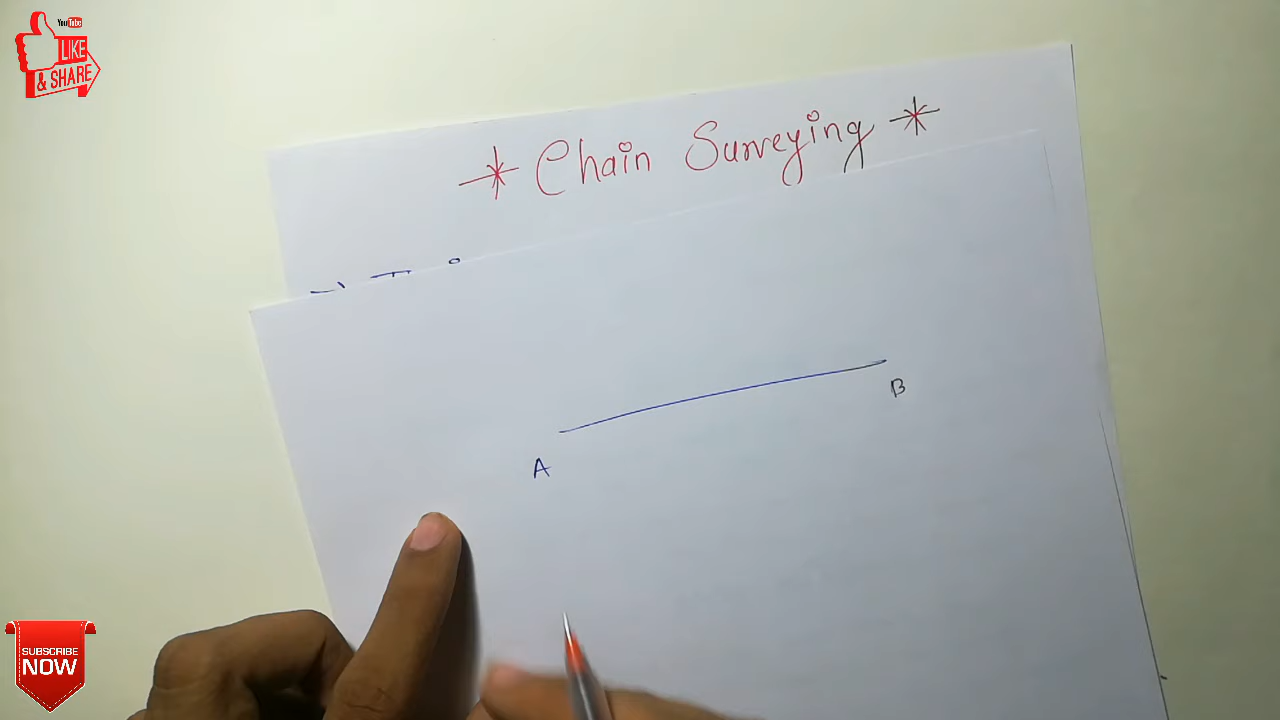 YouTube
LIKE
& SHARE
* Chain Surveying *
A
B
SUBSCRIBE
NOW